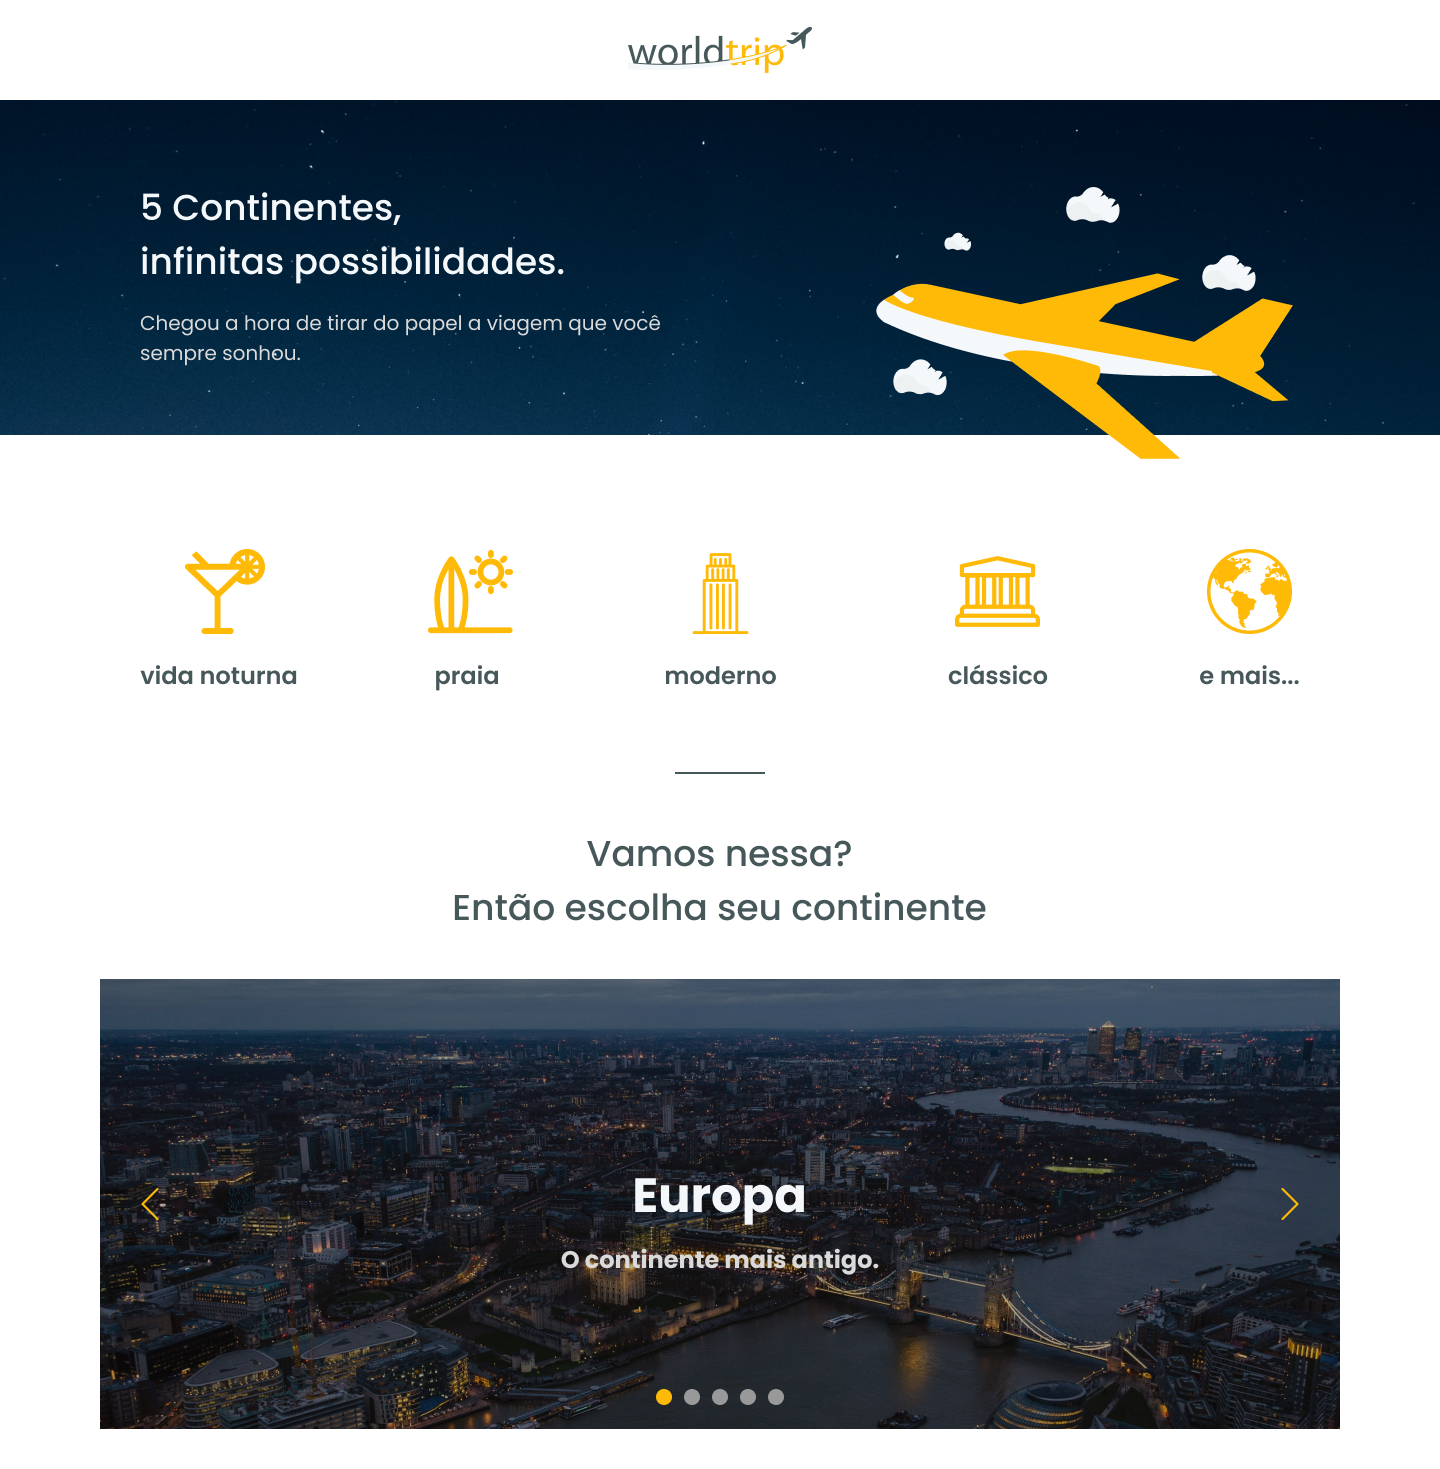 worldtrip
5 Continentes,
infinitas possibilidades.
Chegou a hora de tirar do papel a viagem que você
sempre sonhou.
vida noturna
praia
moderno
clássico
e mais...
Vamos nessa?
Então escolha seu continente
Europa
O continente mais antigo.